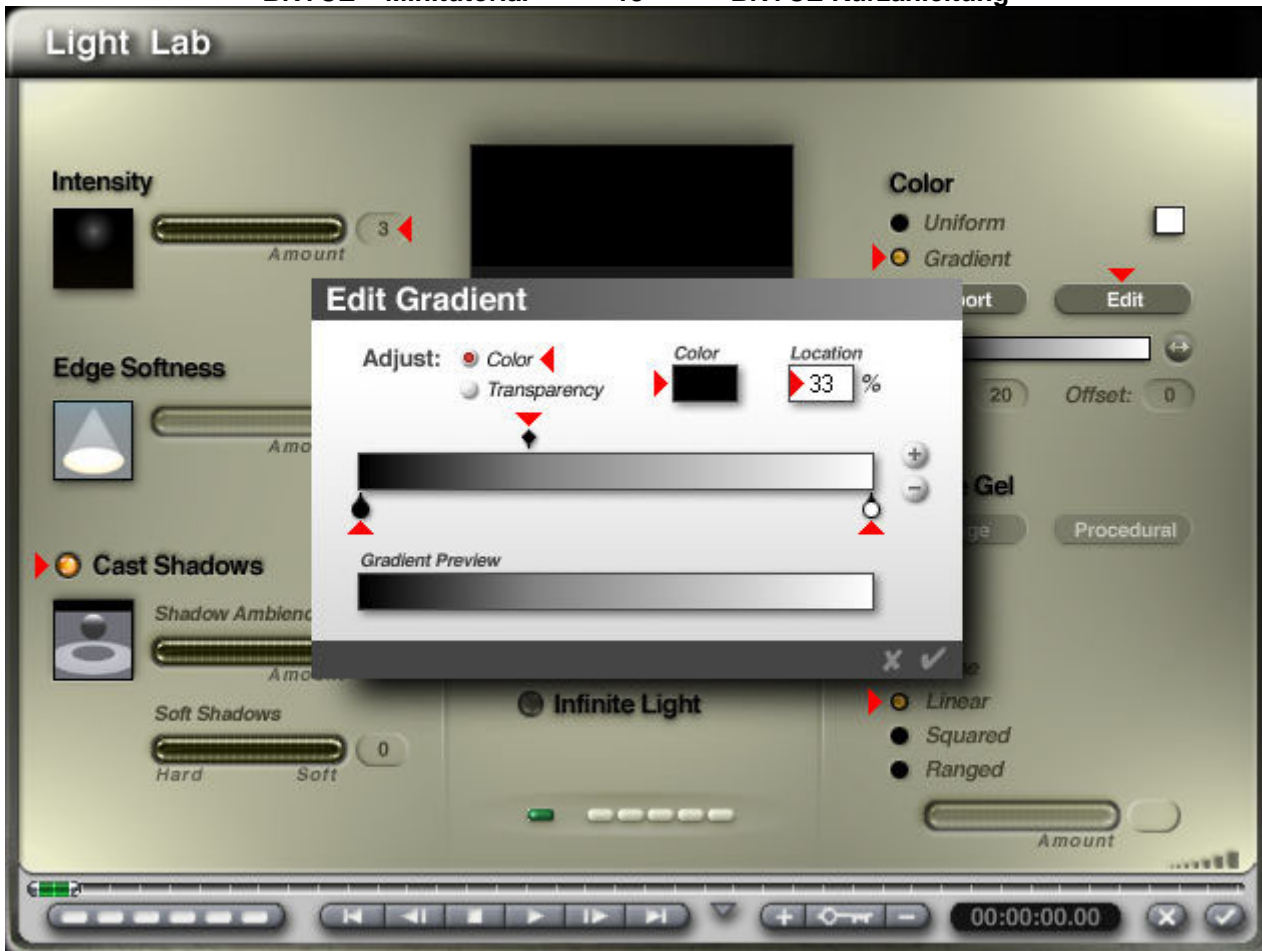 Light Lab
Intensity
3
Amount
Edge Softness
Cast Shadows
Amount
Soft Shadows
0
Hard Soft
Infinite Light
Color
Uniform
Gradient
Edit
20 Offset: 0
Gel
Procedural
Linear
Squared
Ranged
Amount
Edit Gradient
Adjust: Color
Transparency
Color
Location
33 %
Gradient Preview
00:00:00.00